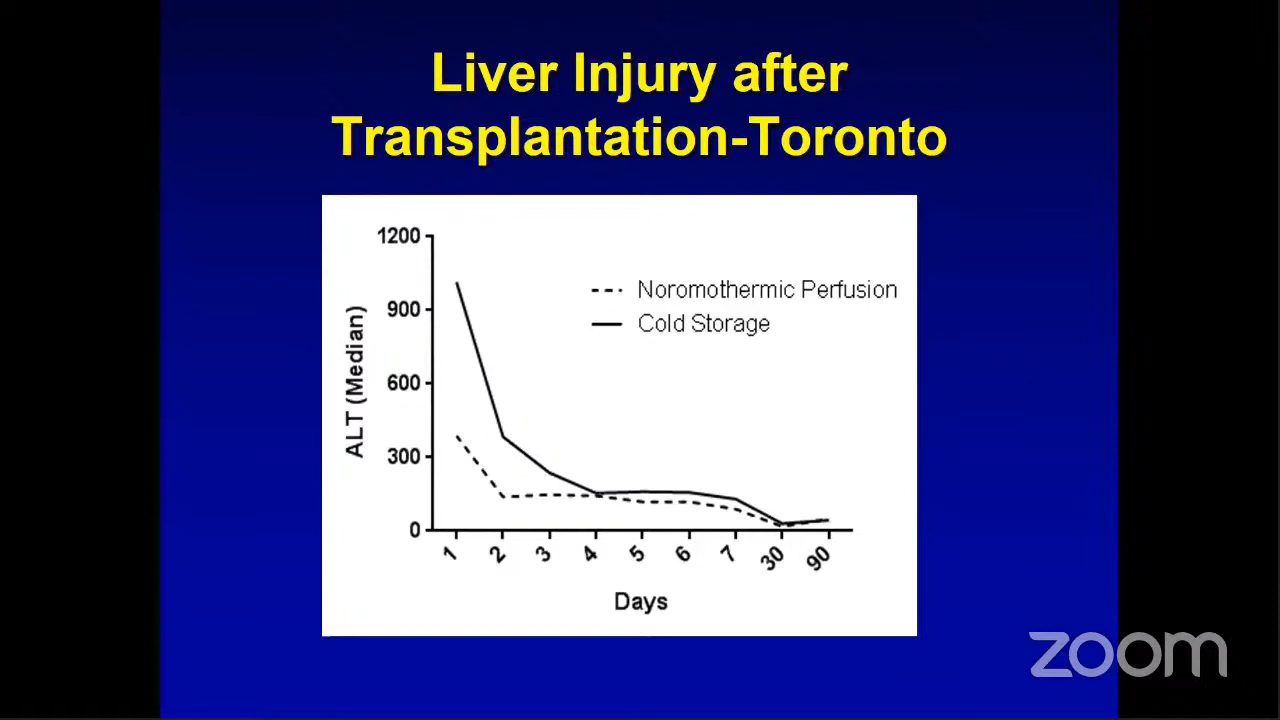 Liver Injury after
Transplantation-Toronto
1200
900
600
300
0
ALT (Median)
Noromothermic Perfusion
Cold Storage
1 2 3 4 5 6 7 30 90
Days
zoom